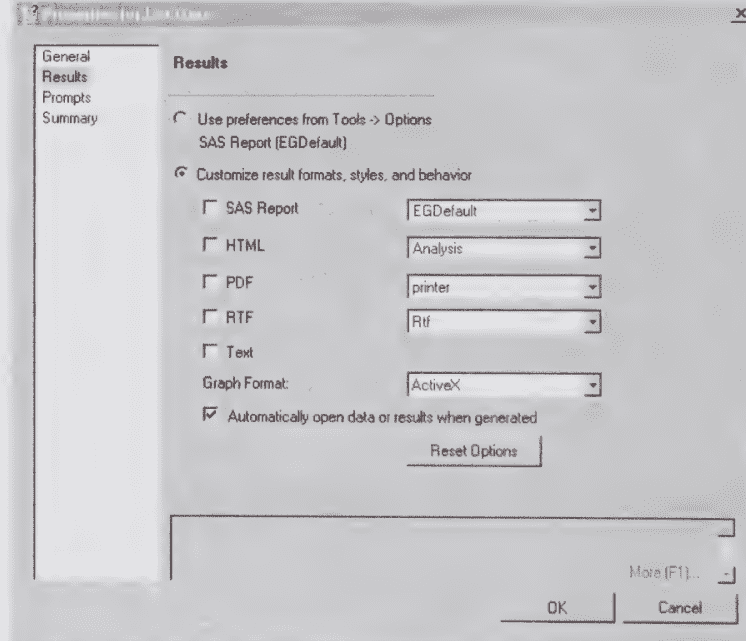 ?
×
General
Results
Prompts
Summary
Results
Use preferences from Tools -> Options
SAS Report (EGDefault)
Customize result formats, styles, and behavior
SAS Report EGDefault
HTML Analysis
PDF printer
RTF Rtf
Text
Graph Format: ActiveX
Automatically open data or results when generated
Reset Options
More (F1)...
OK Cancel